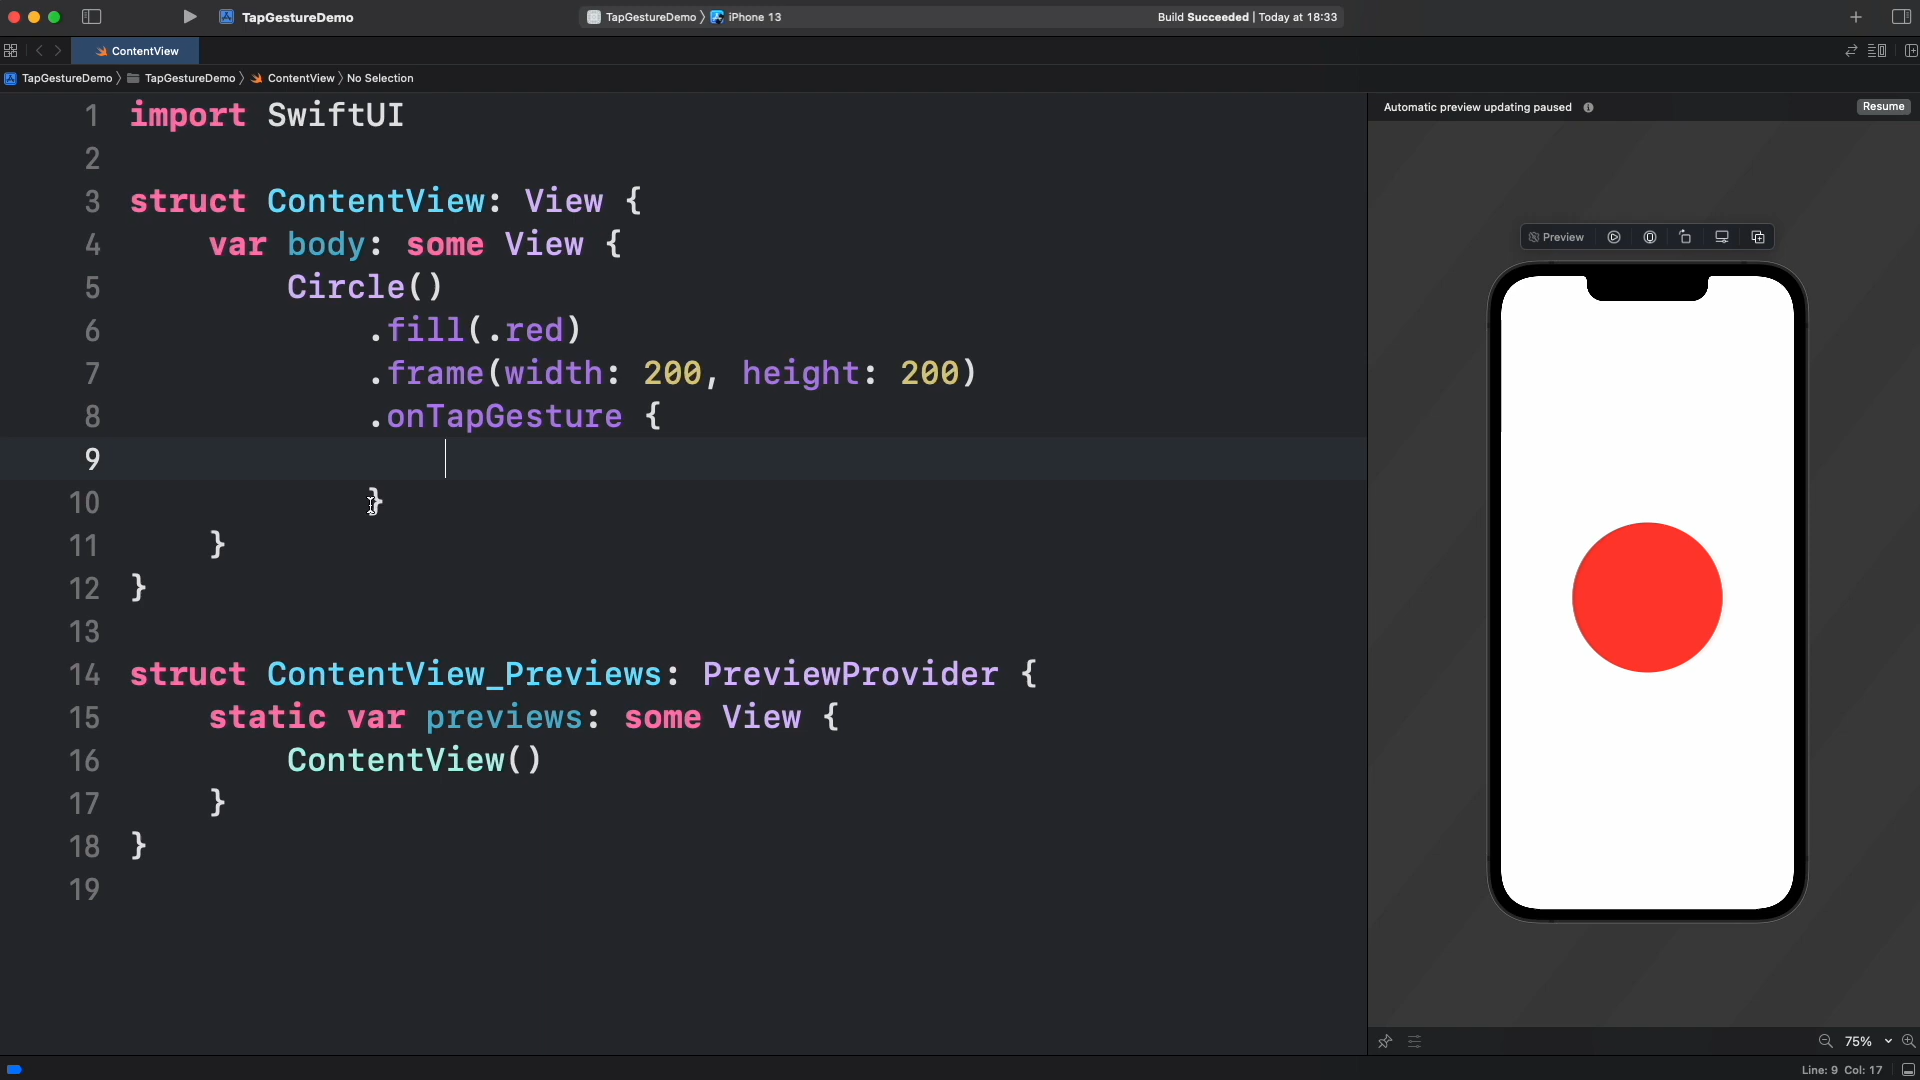 TapGestureDemo
TapGestureDemo 〉 iPhone 13
Build Succeeded | Today at 18:33
ContentView
TapGestureDemo 〉 TapGestureDemo 〉 ContentView 〉 No Selection
1 import SwiftUI
2
3 struct ContentView: View {
4 var body: some View {
5 Circle()
6 .fill(.red)
7 .frame(width: 200, height: 200)
8 .onTapGesture {
9
10 }
11 }
12 }
13
14 struct ContentView_Previews: PreviewProvider {
15 static var previews: some View {
16 ContentView()
17 }
18 }
19
Automatic preview updating paused
Resume
Preview
75%
Line: 9 Col: 17